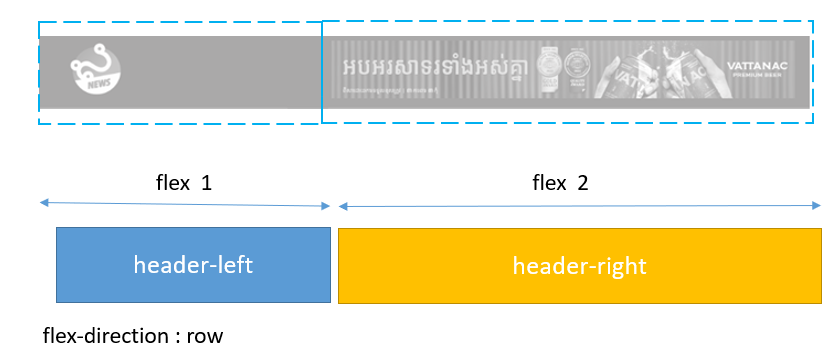 NEWS
អបអរសាទរទាំងអស់គ្នា
VATTANAC
PREMIUM BEER
flex 1
flex 2
header-left
header-right
flex-direction : row